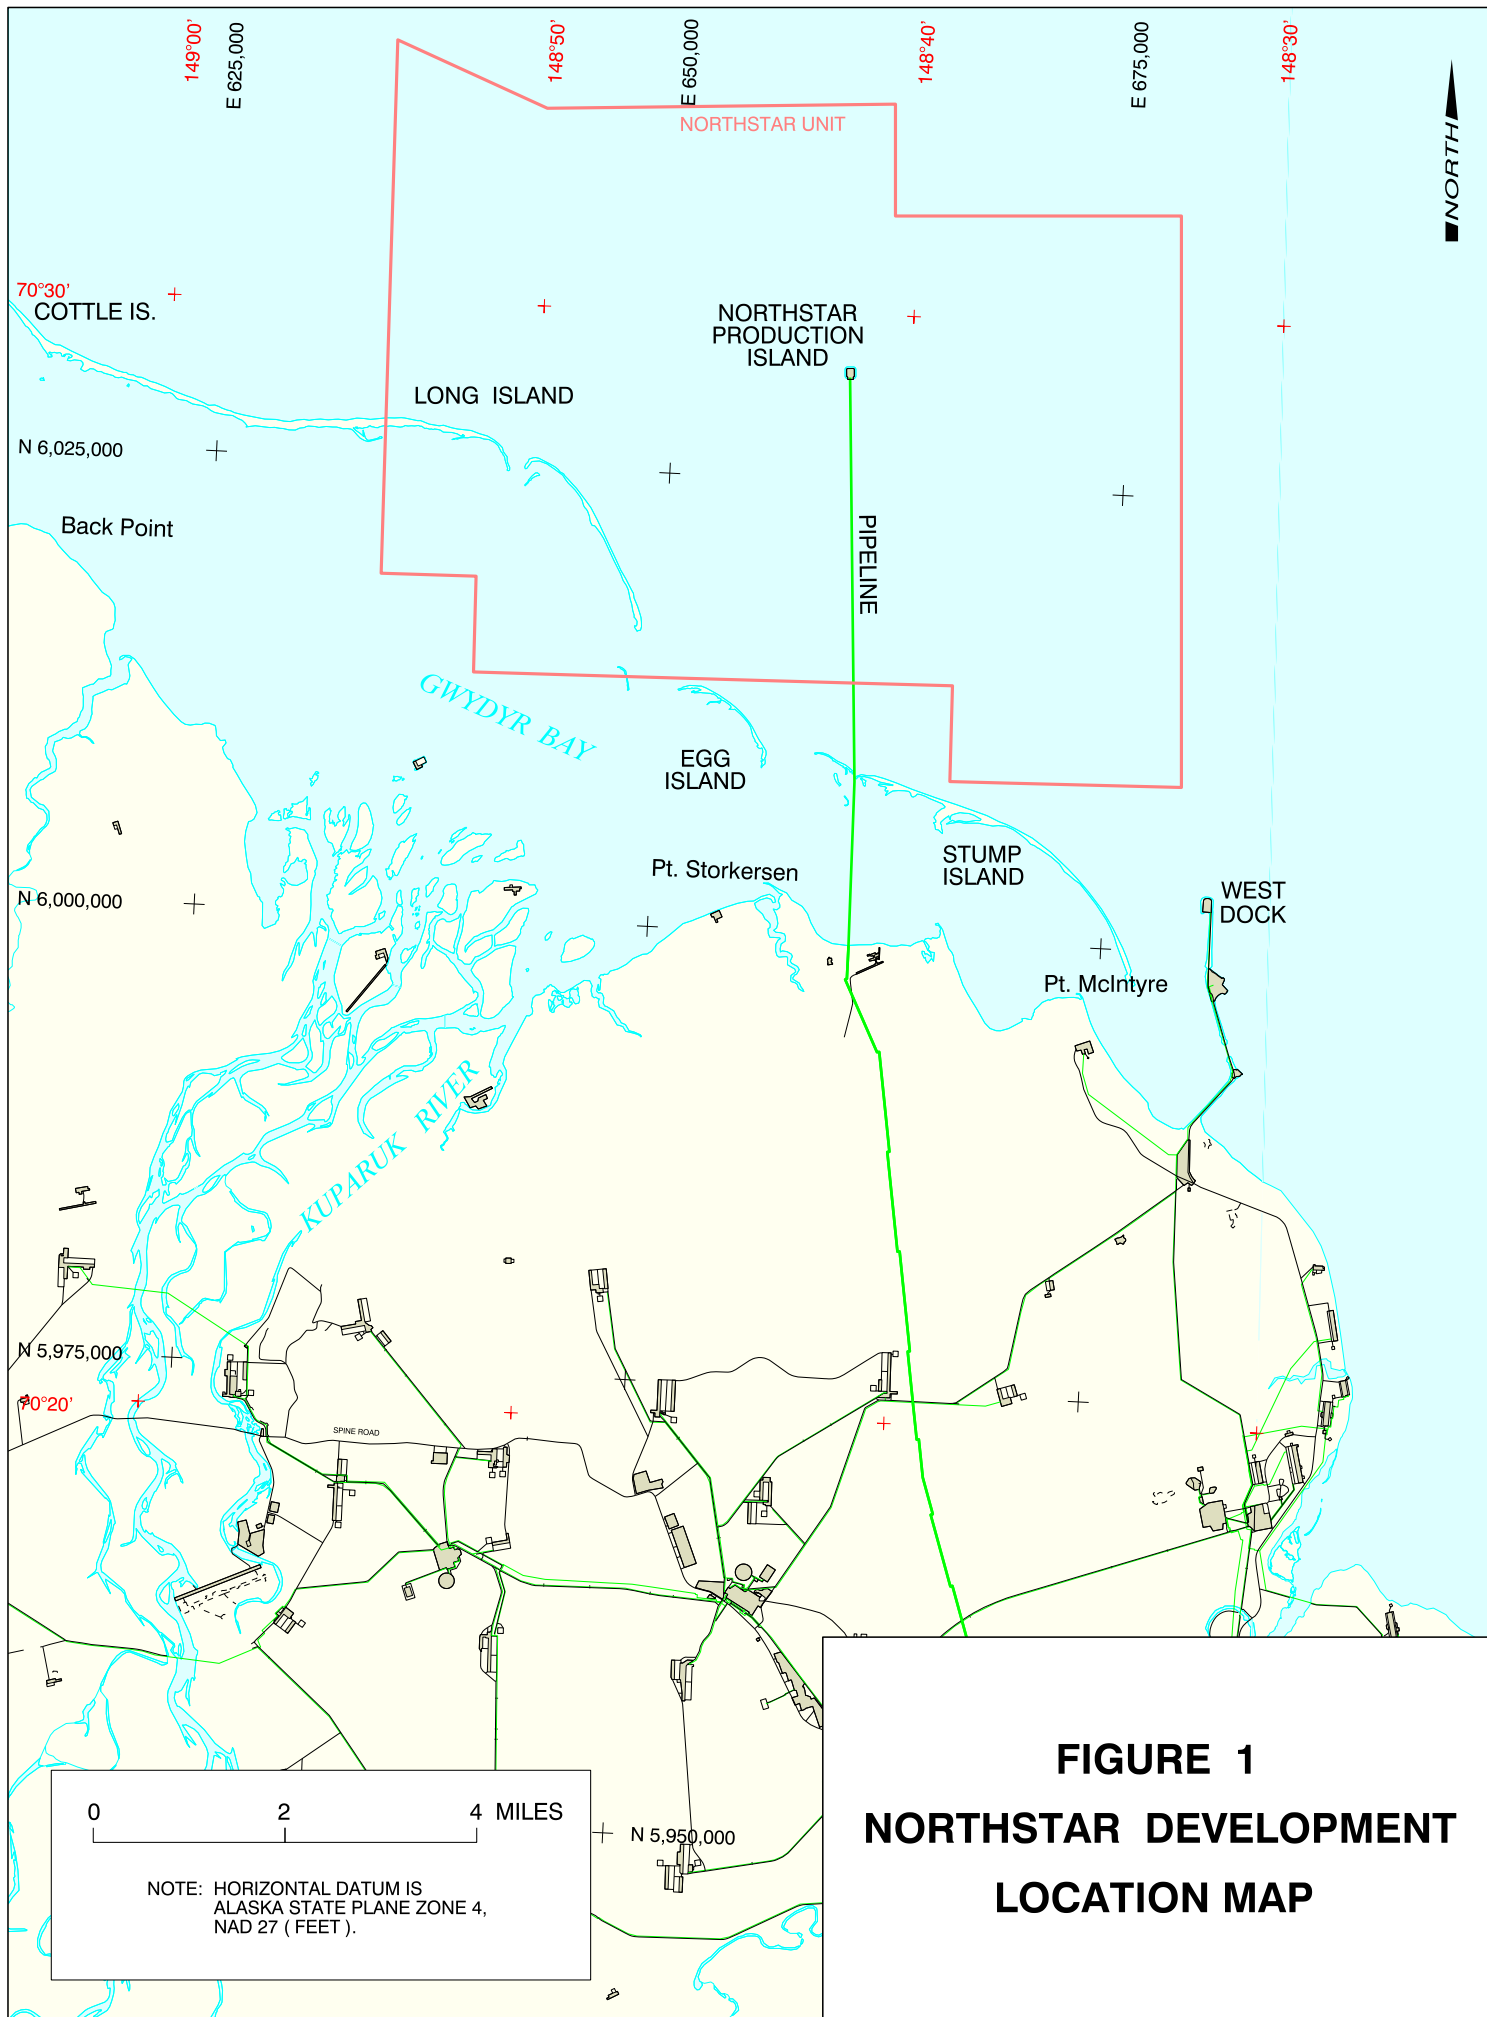 149°00'
E 625,000
148°50'
E 650,000
148°40'
E 675,000
148°30'
NORTH
NORTHSTAR UNIT
70°30'
COTTLE IS.
NORTHSTAR
PRODUCTION
ISLAND
LONG ISLAND
N 6,025,000
Back Point
PIPELINE
GWYDYR BAY
EGG
ISLAND
STUMP
ISLAND
Pt. Storkersen
WEST
DOCK
N 6,000,000
Pt. McIntyre
KUPARUK RIVER
N 5,975,000
70°20'
SPINE ROAD
0 2 4 MILES
N 5,950,000
NOTE: HORIZONTAL DATUM IS
ALASKA STATE PLANE ZONE 4,
NAD 27 ( FEET ).
FIGURE 1
NORTHSTAR DEVELOPMENT
LOCATION MAP